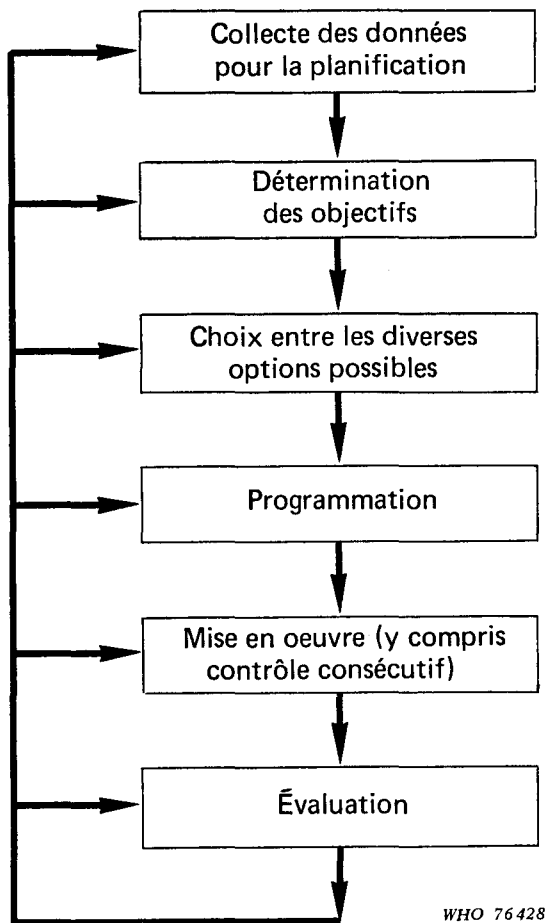 Collecte des données
pour la planification
Détermination
des objectifs
Choix entre les diverses
options possibles
Programmation
Mise en oeuvre (y compris
contrôle consécutif)
Évaluation
WHO 76428